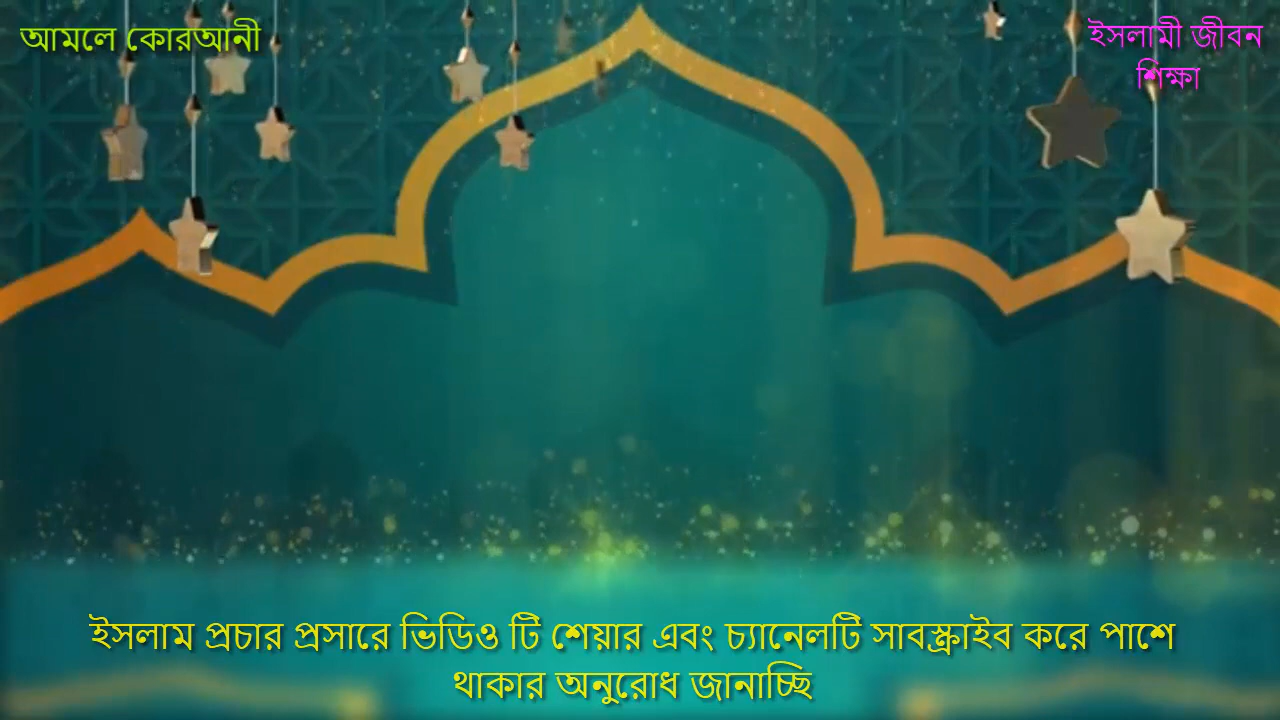 আমলে কোরআনী
ইসলামী জীবন
শিক্ষা
ইসলাম প্রচার প্রসারে ভিডিও টি শেয়ার এবং চ্যানেলটি সাবস্ক্রাইব করে পাশে
থাকার অনুরোধ জানাচ্ছি